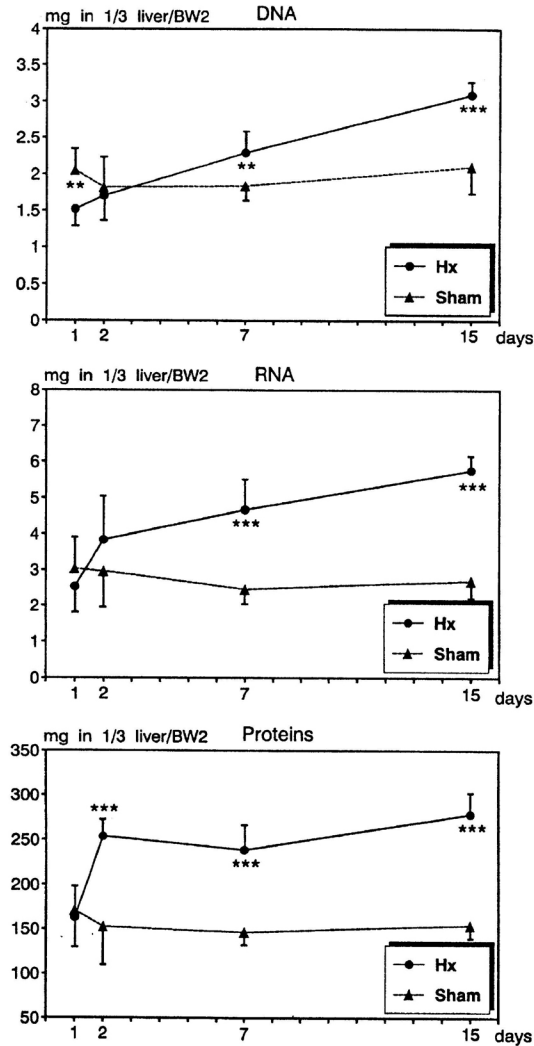 mg in 1/3 liver/BW2 DNA
4
3.5
3
2.5
2
1.5
1
0.5
0
**
**
***
Hx
Sham
1 2 7 15 days
mg in 1/3 liver/BW2 RNA
8
7
6
5
4
3
2
1
0
***
***
Hx
Sham
1 2 7 15 days
mg in 1/3 liver/BW2 Proteins
350
300
250
200
150
100
50
***
***
***
Hx
Sham
1 2 7 15 days